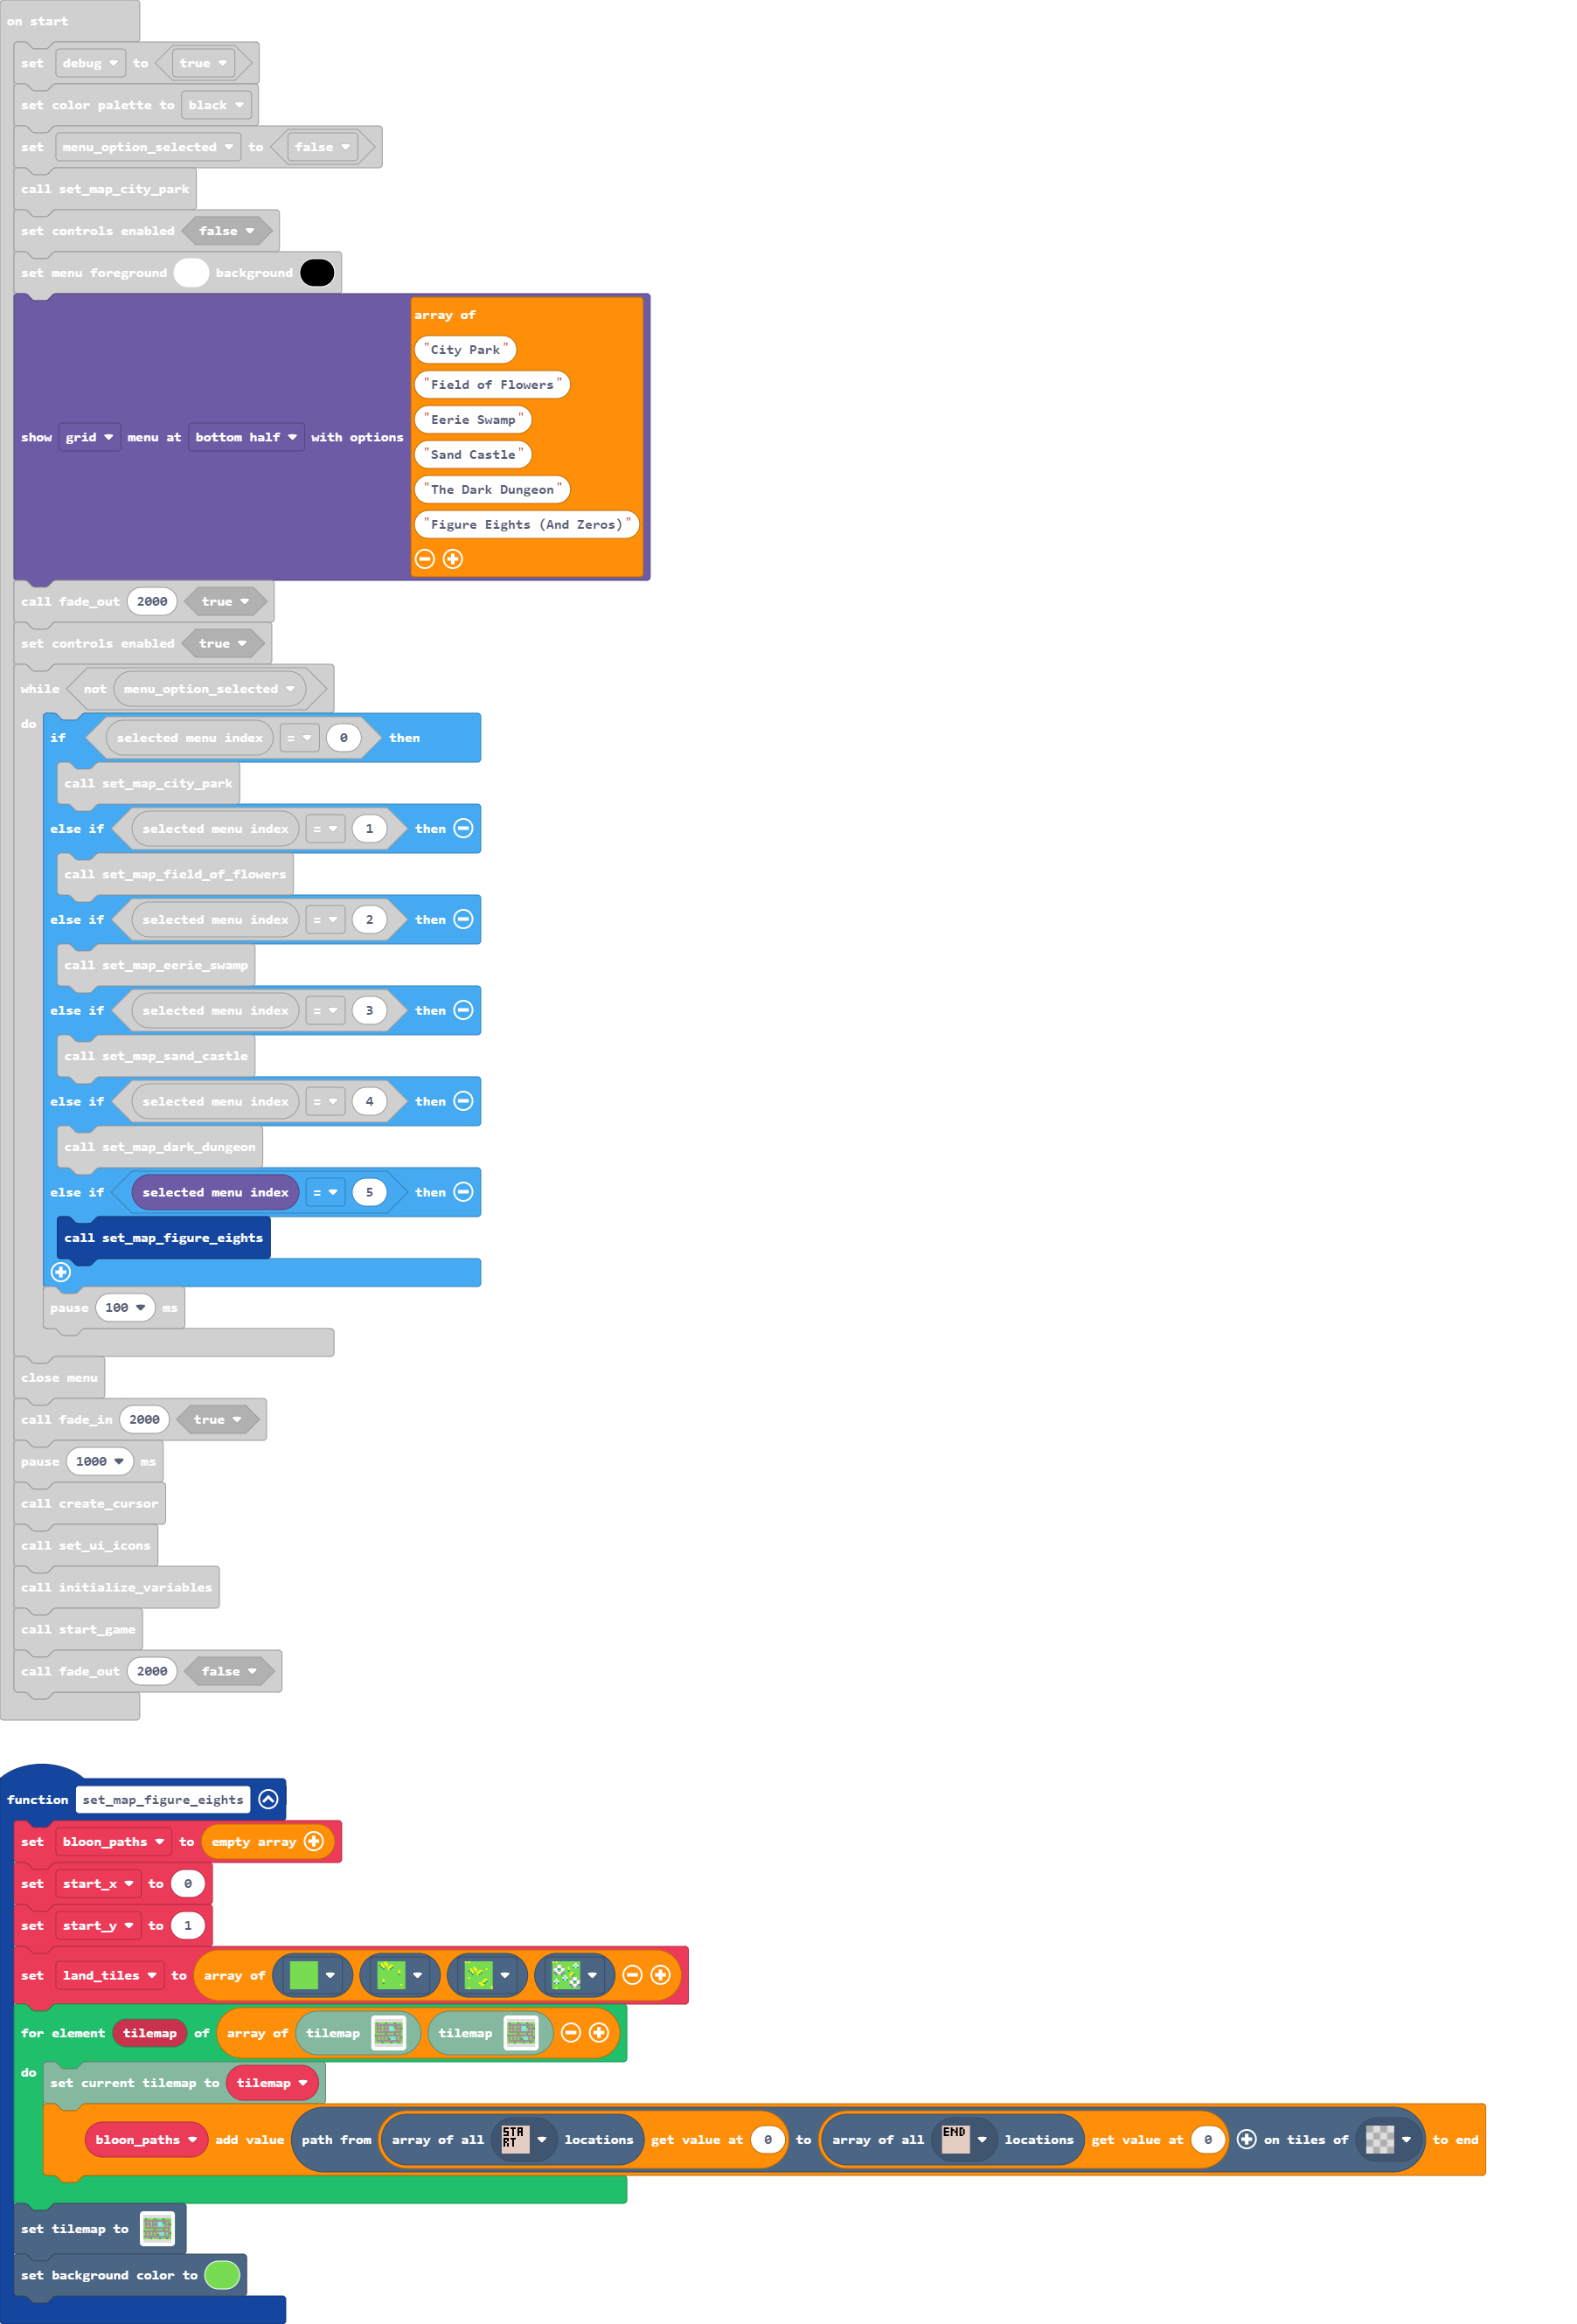 on start
set debug to true
set color palette to black
set menu_option_selected to false
call set_map_city_park
set controls enabled false
set menu foreground background
array of
"City Park"
"Field of Flowers"
"Eerie Swamp"
show grid menu at bottom half with options
"Sand Castle"
"The Dark Dungeon"
"Figure Eights (And Zeros)"
call fade_out 2000 true
set controls enabled true
while not menu_option_selected
do
if selected menu index = 0 then
call set_map_city_park
else if selected menu index = 1 then
call set_map_field_of_flowers
else if selected menu index = 2 then
call set_map_eerie_swamp
else if selected menu index = 3 then
call set_map_sand_castle
else if selected menu index = 4 then
call set_map_dark_dungeon
else if selected menu index = 5 then
call set_map_figure_eights
pause 100 ms
close menu
call fade_in 2000 true
pause 1000 ms
call create_cursor
call set_ui_icons
call initialize_variables
call start_game
call fade_out 2000 false
function set_map_figure_eights
set bloon_paths to empty array
set start_x to 0
set start_y to 1
set land_tiles to array of
for element tilemap of array of tilemap tilemap
do
set current tilemap to tilemap
bloon_paths add value path from array of all START locations get value at 0 to array of all END locations get value at 0 on tiles of to end
set tilemap to
set background color to